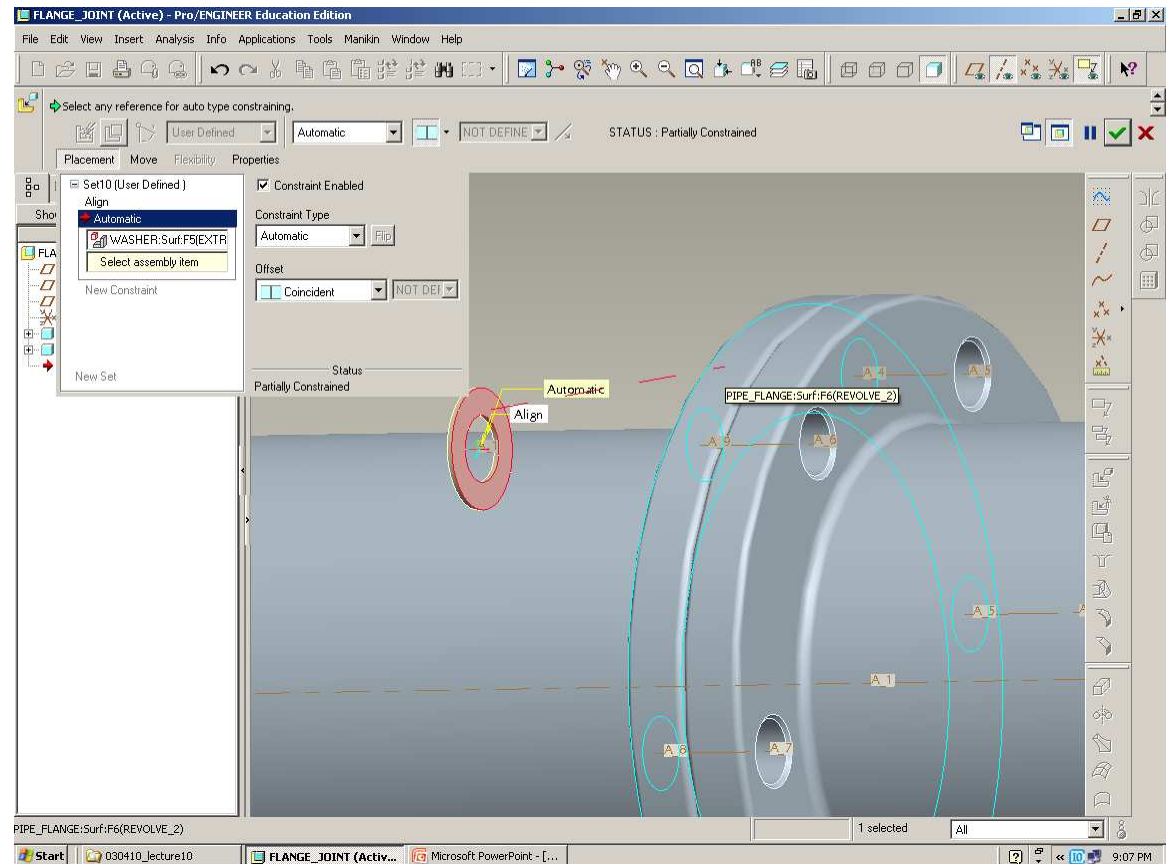 FLANGE_JOINT (Active) - Pro/ENGINEER Education Edition
File Edit View Insert Analysis Info Applications Tools Manikin Window Help
Select any reference for auto type constraining.
User Defined Automatic NOT DEFINE STATUS : Partially Constrained
Placement Move Flexibility Properties
Set10 (User Defined )
Align
Automatic
WASHER:Surf:F5(EXTR
Select assembly item
New Constraint
New Set
Constraint Enabled
Constraint Type
Automatic Flip
Offset
Coincident NOT DEF
Status
Partially Constrained
Sho
FLA
Automatic
Align
PIPE_FLANGE:Surf:F6(REVOLVE_2)
A_4 A_5
A_9 A_6
A_5
A_1
A_8 A_7
PIPE_FLANGE:Surf:F6(REVOLVE_2) 1 selected All
Start 030410_lecture10 FLANGE_JOINT (Activ... Microsoft PowerPoint - [... 9:07 PM